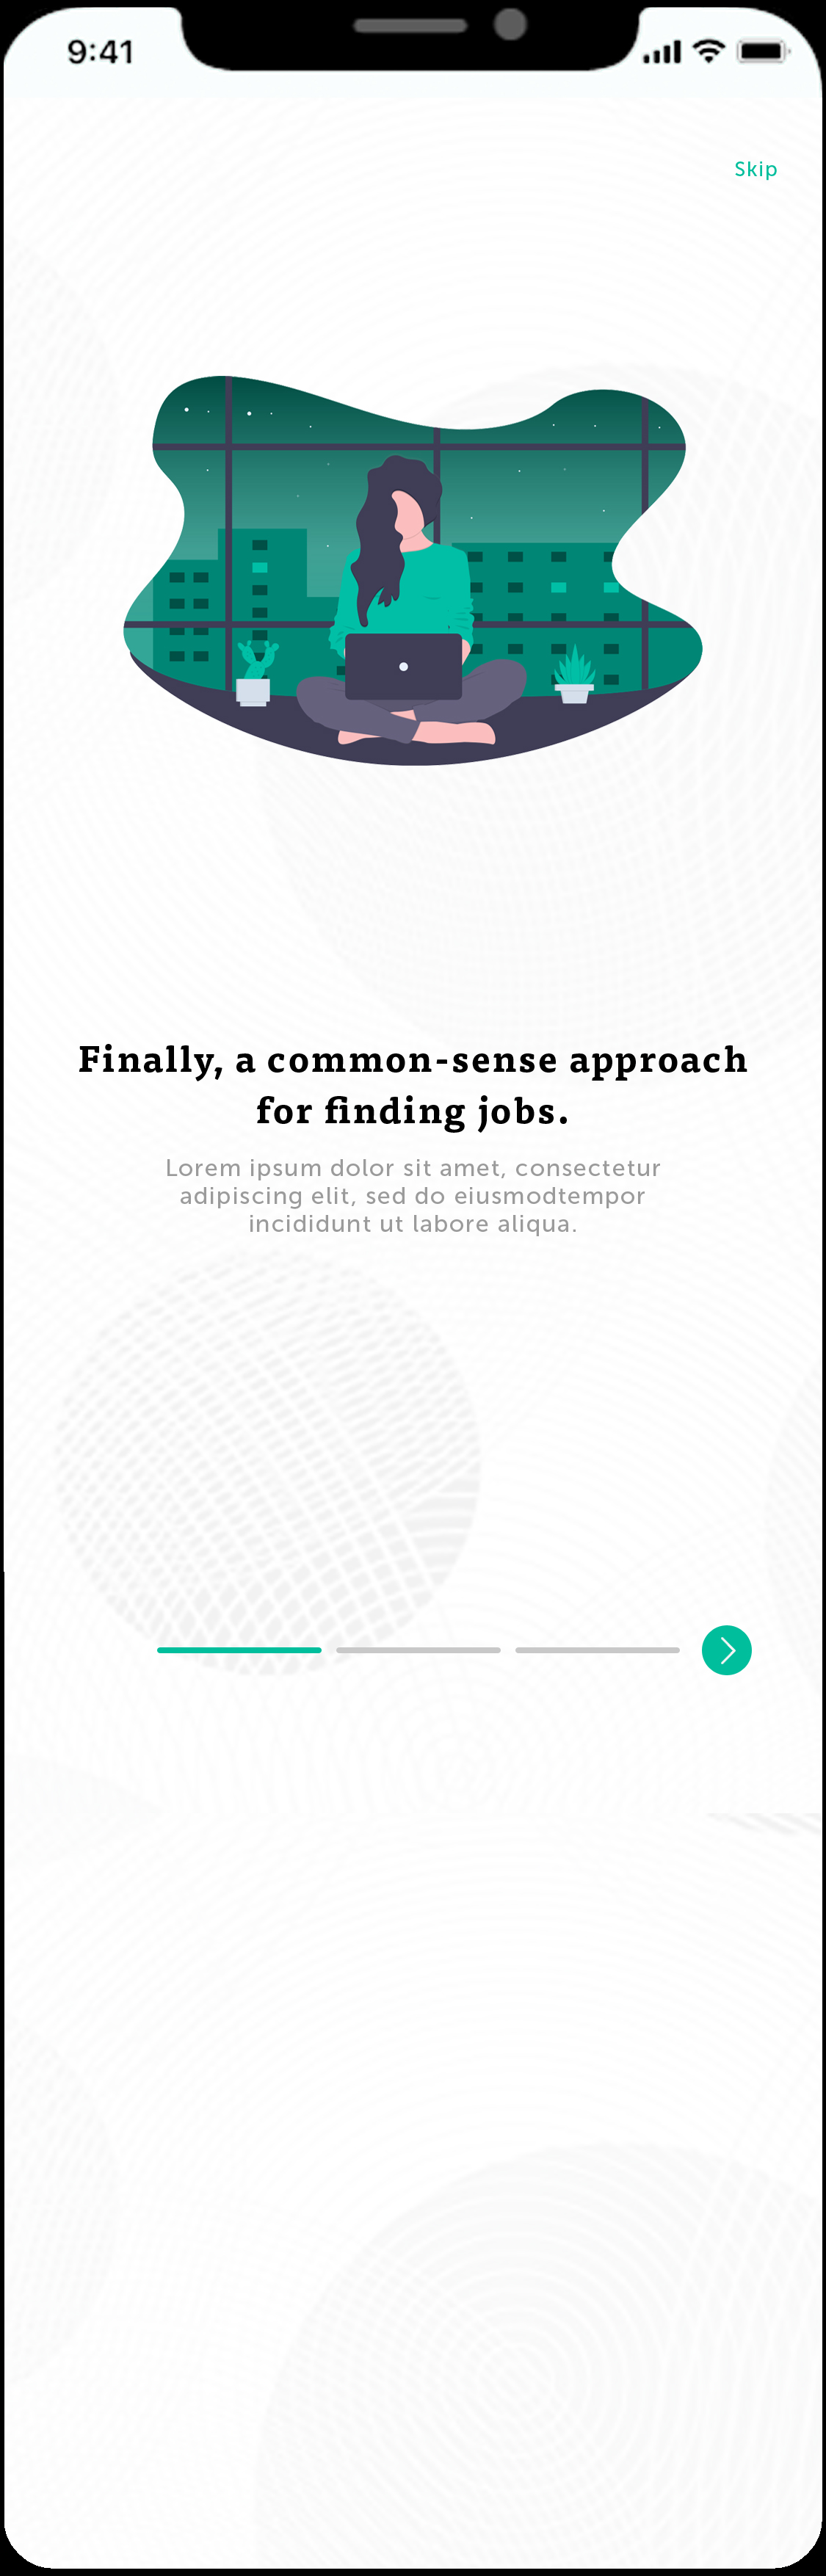 9:41
Skip
Finally, a common-sense approach
for finding jobs.
Lorem ipsum dolor sit amet, consectetur
adipiscing elit, sed do eiusmodtempor
incididunt ut labore aliqua.